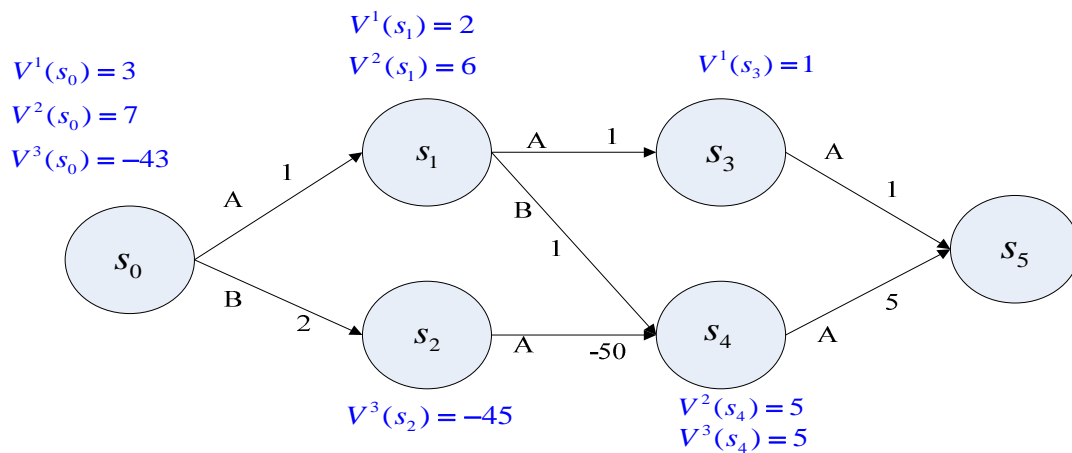 V¹(s₁) = 2
V²(s₁) = 6
V¹(s₀) = 3
V²(s₀) = 7
V³(s₀) = −43
V¹(s₃) = 1
s₁
A
1
s₃
A
1
A
1
B
1
s₀
s₅
B
2
s₂
A
-50
s₄
A
5
V³(s₂) = −45
V²(s₄) = 5
V³(s₄) = 5